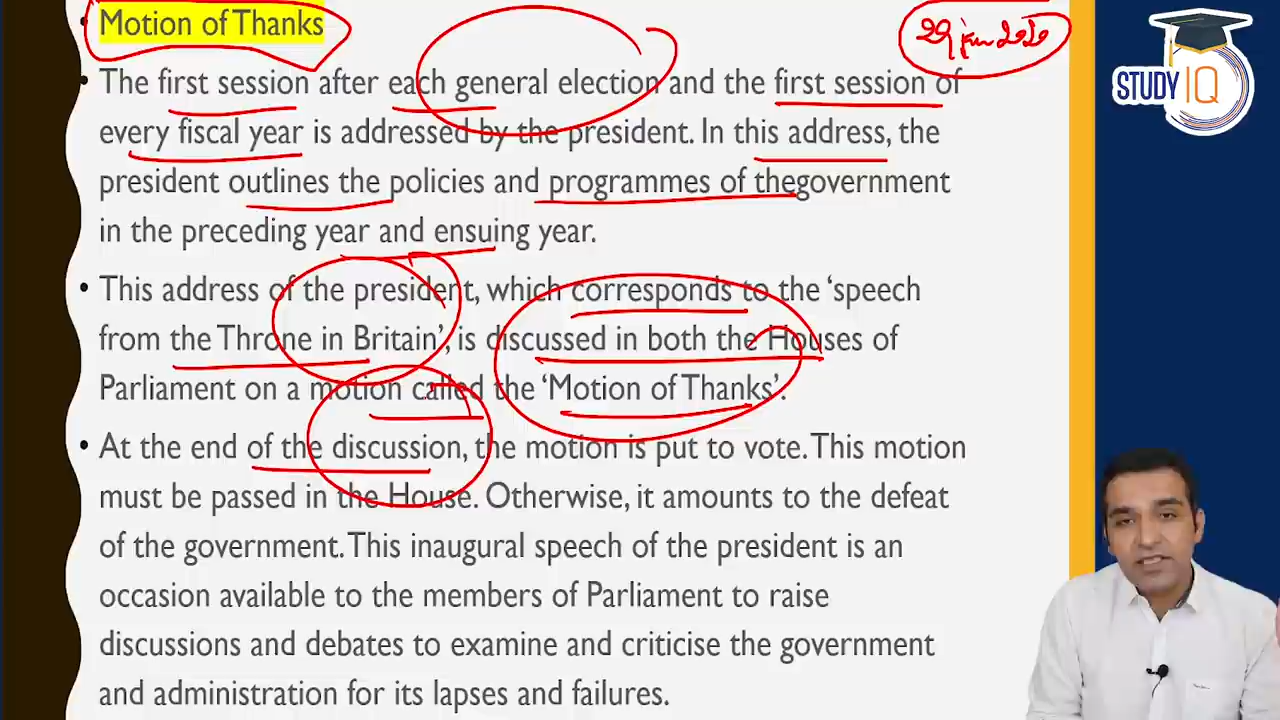 Motion of Thanks
The first session after each general election and the first session of
every fiscal year is addressed by the president. In this address, the
president outlines the policies and programmes of thegovernment
in the preceding year and ensuing year.
This address of the president, which corresponds to the ‘speech
from the Throne in Britain’, is discussed in both the Houses of
Parliament on a motion called the ‘Motion of Thanks’.
At the end of the discussion, the motion is put to vote. This motion
must be passed in the House. Otherwise, it amounts to the defeat
of the government. This inaugural speech of the president is an
occasion available to the members of Parliament to raise
discussions and debates to examine and criticise the government
and administration for its lapses and failures.
STUDY IQ